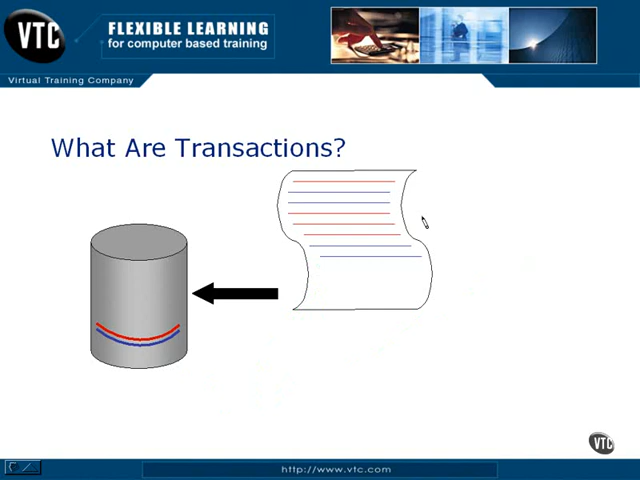 VTC
FLEXIBLE LEARNING
for computer based training
Virtual Training Company
What Are Transactions?
VTC
http://www.vtc.com